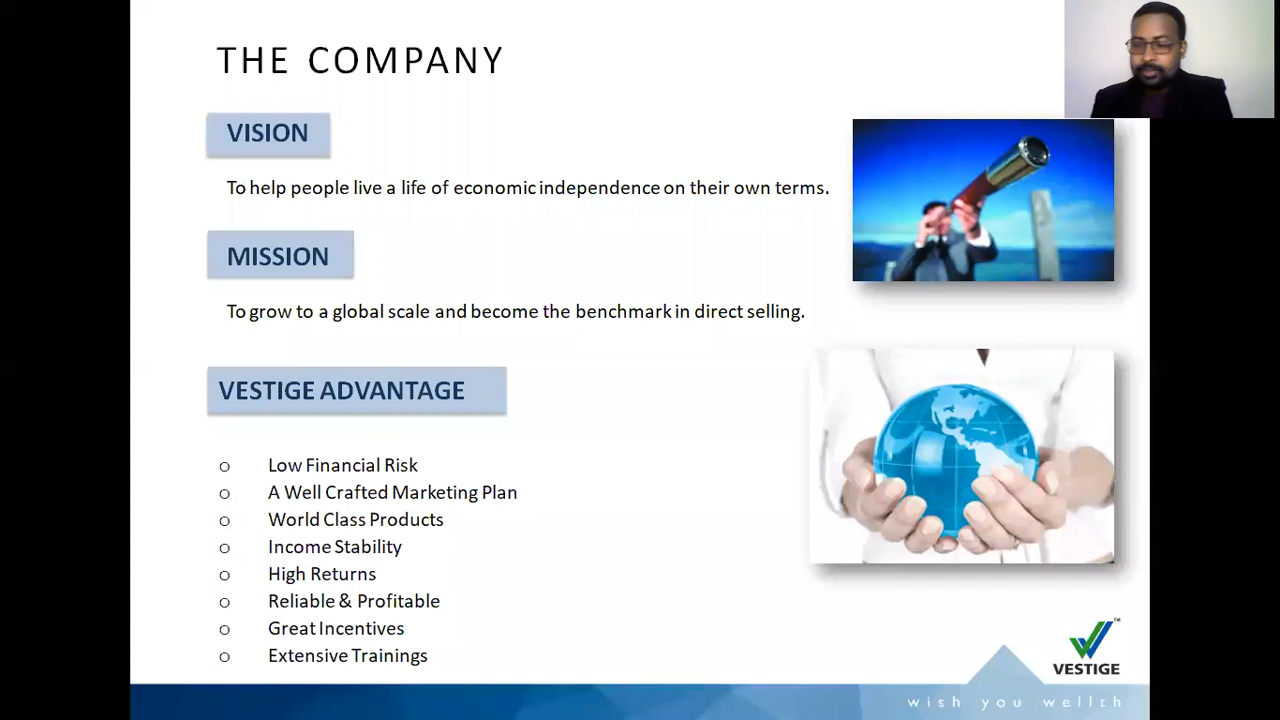 THE COMPANY
VISION
To help people live a life of economic independence on their own terms.
MISSION
To grow to a global scale and become the benchmark in direct selling.
VESTIGE ADVANTAGE
Low Financial Risk
A Well Crafted Marketing Plan
World Class Products
Income Stability
High Returns
Reliable & Profitable
Great Incentives
Extensive Trainings
TM
VESTIGE
wish you wellth